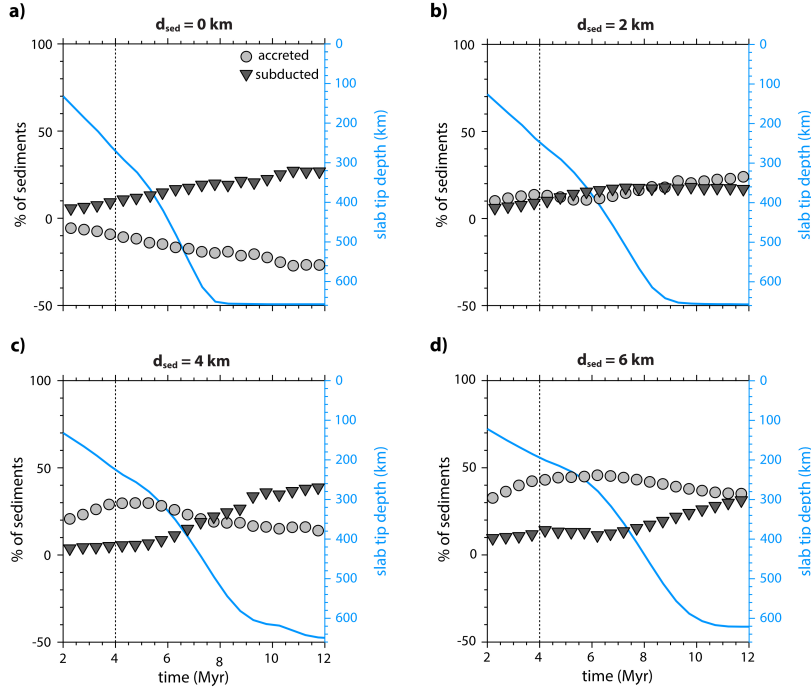 a)
d_sed = 0 km
100
50
0
-50
% of sediments
accreted
subducted
0
100
200
300
400
500
600
slab tip depth (km)
b)
d_sed = 2 km
100
50
0
-50
% of sediments
0
100
200
300
400
500
600
slab tip depth (km)
c)
d_sed = 4 km
100
50
0
-50
% of sediments
0
100
200
300
400
500
600
slab tip depth (km)
2 4 6 8 10 12
time (Myr)
d)
d_sed = 6 km
100
50
0
-50
% of sediments
0
100
200
300
400
500
600
slab tip depth (km)
2 4 6 8 10 12
time (Myr)